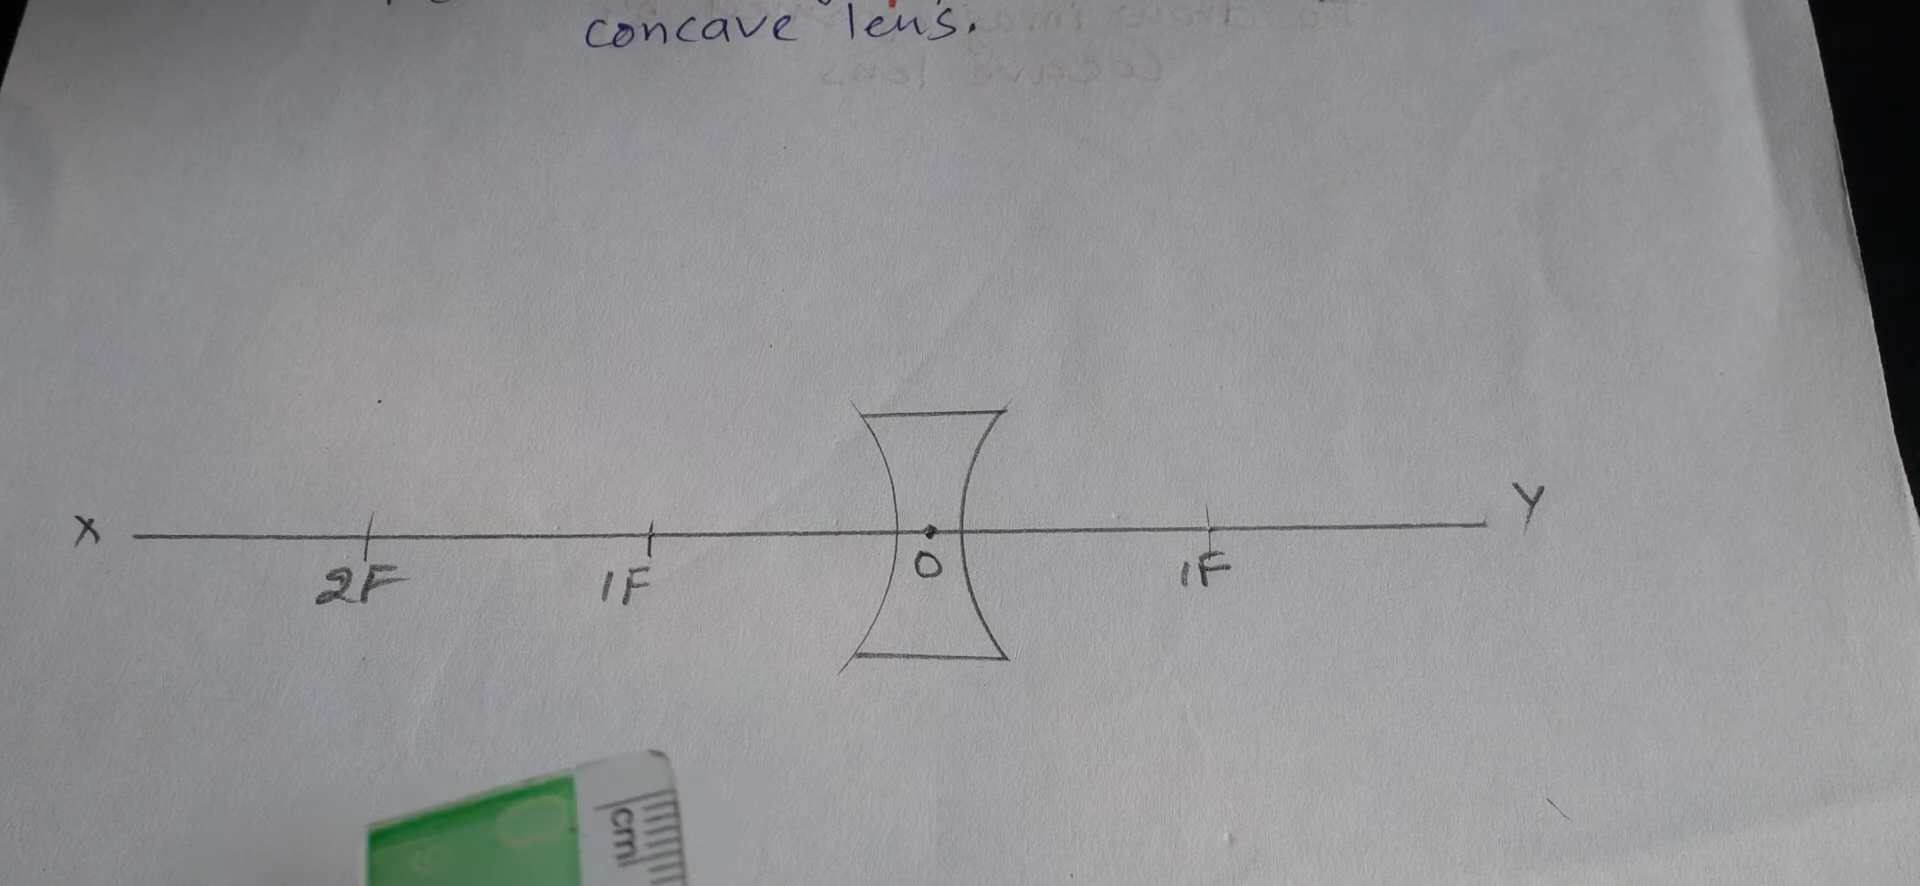 concave lens.
X
Y
2F
1F
O
1F
cm